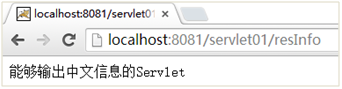 localhost:8081/servlet01
localhost:8081/servlet01/resInfo
能够输出中文信息的Servlet